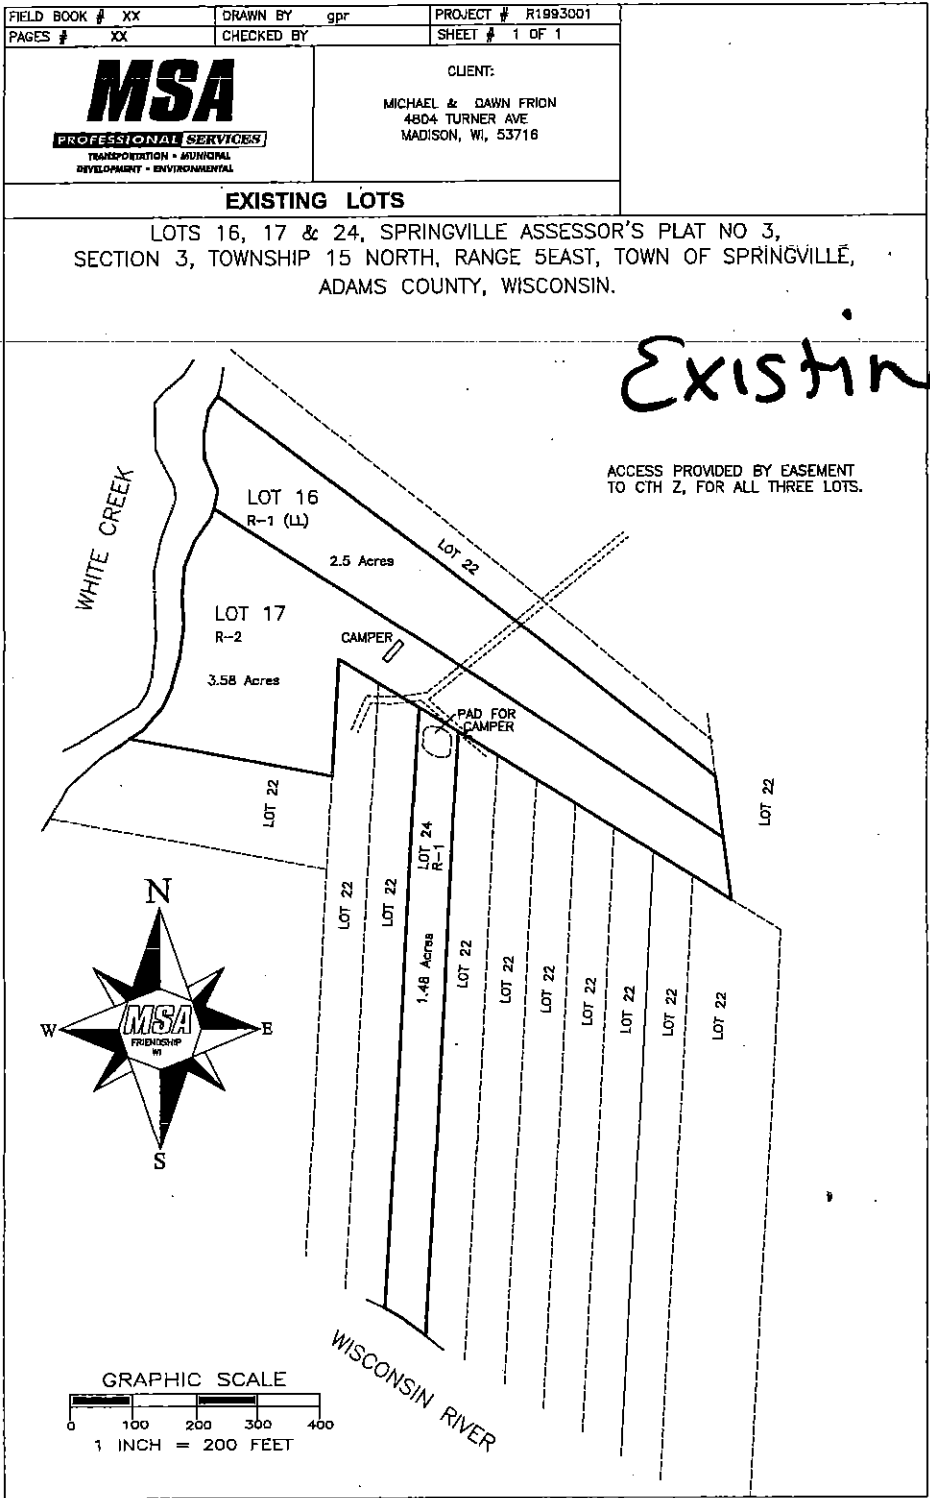 FIELD BOOK # XX
DRAWN BY gpr
PROJECT # R1993001
PAGES # XX
CHECKED BY
SHEET # 1 OF 1
MSA
PROFESSIONAL SERVICES
TRANSPORTATION • MUNICIPAL
DEVELOPMENT • ENVIRONMENTAL
CLIENT:
MICHAEL & DAWN FRION
4804 TURNER AVE
MADISON, WI, 53716
EXISTING LOTS
LOTS 16, 17 & 24, SPRINGVILLE ASSESSOR'S PLAT NO 3,
SECTION 3, TOWNSHIP 15 NORTH, RANGE 5EAST, TOWN OF SPRINGVILLE,
ADAMS COUNTY, WISCONSIN.
Existin
ACCESS PROVIDED BY EASEMENT
TO CTH Z, FOR ALL THREE LOTS.
WHITE CREEK
LOT 16
R-1 (LL)
2.5 Acres
LOT 22
LOT 17
R-2
3.58 Acres
CAMPER
PAD FOR
CAMPER
LOT 22
LOT 22
LOT 24
R-1
1.48 Acres
LOT 22
LOT 22
LOT 22
LOT 22
LOT 22
LOT 22
LOT 22
LOT 22
LOT 22
N
W
E
S
MSA
FRIENDSHIP
WI
WISCONSIN RIVER
GRAPHIC SCALE
0 100 200 300 400
1 INCH = 200 FEET